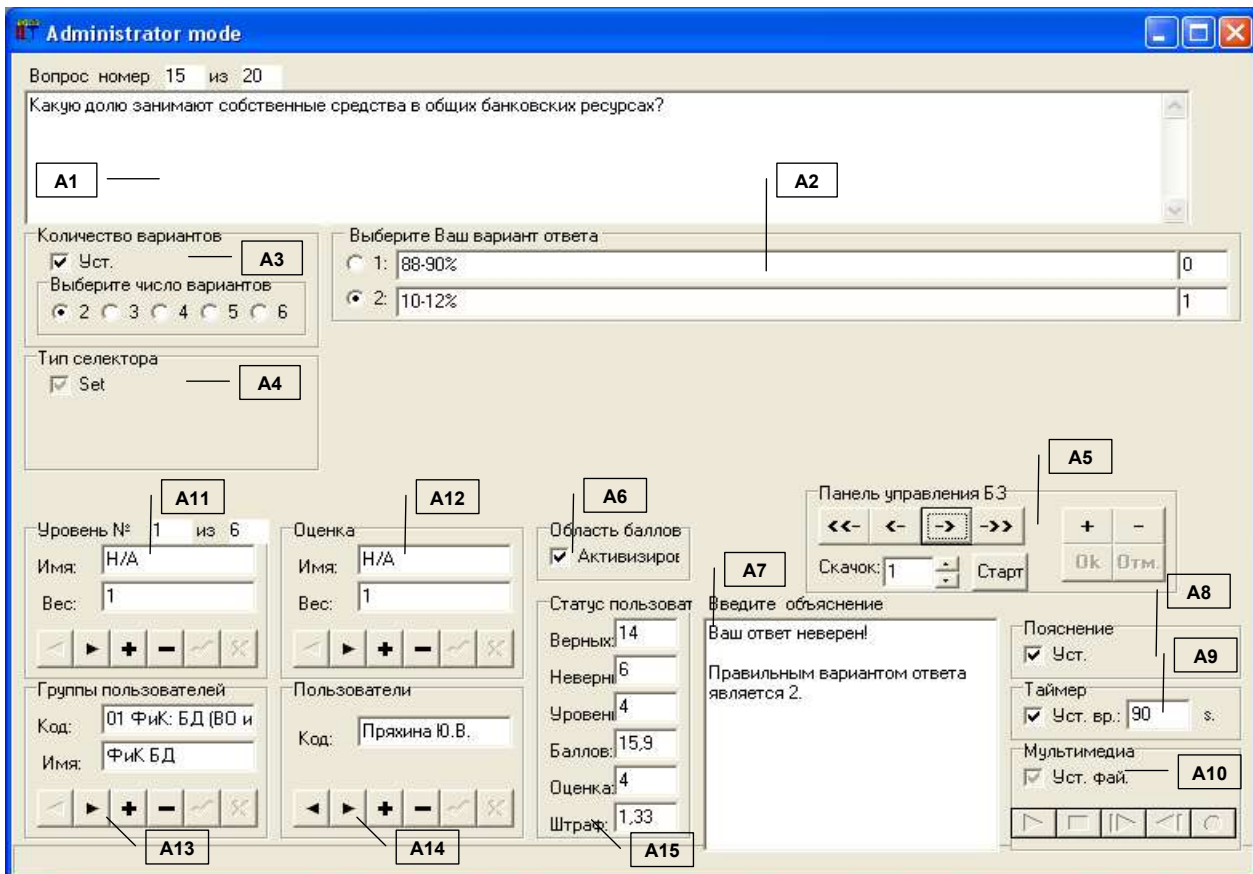 Administrator mode
Вопрос номер 15 из 20
Какую долю занимают собственные средства в общих банковских ресурсах?
A1
A2
Количество вариантов
Уст.
A3
Выберите число вариантов
2 3 4 5 6
Выберите Ваш вариант ответа
1: 88-90% 0
2: 10-12% 1
Тип селектора
Set
A4
A5
A11
A12
A6
Панель управления БЗ
<<- <- -> ->> + -
Скачок: 1 Старт Ok Отм.
Уровень № 1 из 6
Имя: Н/А
Вес: 1
Оценка
Имя: Н/А
Вес: 1
Область баллов
Активизиров
A7
A8
Статус пользоват
Верных: 14
Неверны 6
Уровень 4
Баллов: 15,9
Оценка: 4
Штраф: 1,33
Введите объяснение
Ваш ответ неверен!
Правильным вариантом ответа
является 2.
Пояснение
Уст.
A9
Таймер
Уст. вр.: 90 s.
Мультимедиа
Уст. фай.
A10
Группы пользователей
Код: 01 ФиК: БД (ВО и
Имя: ФиК БД
Пользователи
Код: Пряхина Ю.В.
A13
A14
A15